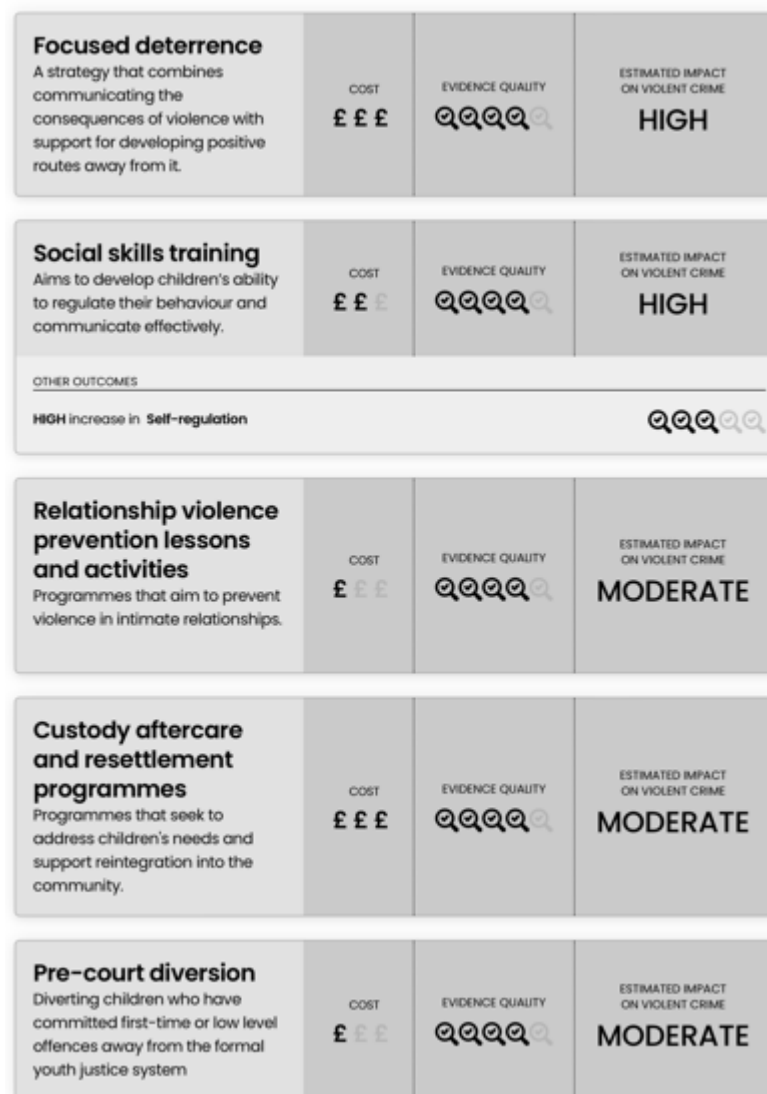 Focused deterrence
A strategy that combines
communicating the
consequences of violence with
support for developing positive
routes away from it.
COST
£ £ £
EVIDENCE QUALITY
ESTIMATED IMPACT
ON VIOLENT CRIME
HIGH
Social skills training
Aims to develop children's ability
to regulate their behaviour and
communicate effectively.
COST
£ £ £
EVIDENCE QUALITY
ESTIMATED IMPACT
ON VIOLENT CRIME
HIGH
OTHER OUTCOMES
HIGH increase in Self-regulation
Relationship violence
prevention lessons
and activities
Programmes that aim to prevent
violence in intimate relationships.
COST
£ £ £
EVIDENCE QUALITY
ESTIMATED IMPACT
ON VIOLENT CRIME
MODERATE
Custody aftercare
and resettlement
programmes
Programmes that seek to
address children's needs and
support reintegration into the
community.
COST
£ £ £
EVIDENCE QUALITY
ESTIMATED IMPACT
ON VIOLENT CRIME
MODERATE
Pre-court diversion
Diverting children who have
committed first-time or low level
offences away from the formal
youth justice system
COST
£ £ £
EVIDENCE QUALITY
ESTIMATED IMPACT
ON VIOLENT CRIME
MODERATE